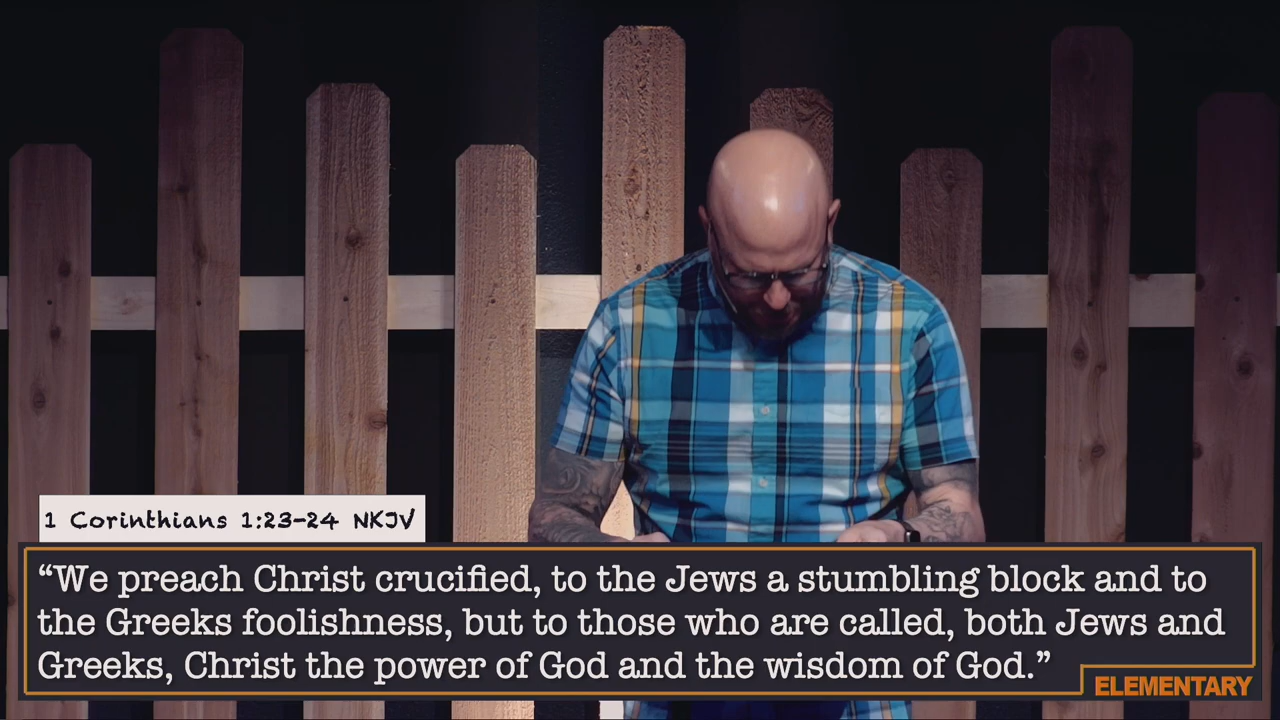 1 Corinthians 1:23-24 NKJV
“We preach Christ crucified, to the Jews a stumbling block and to
the Greeks foolishness, but to those who are called, both Jews and
Greeks, Christ the power of God and the wisdom of God.”
ELEMENTARY